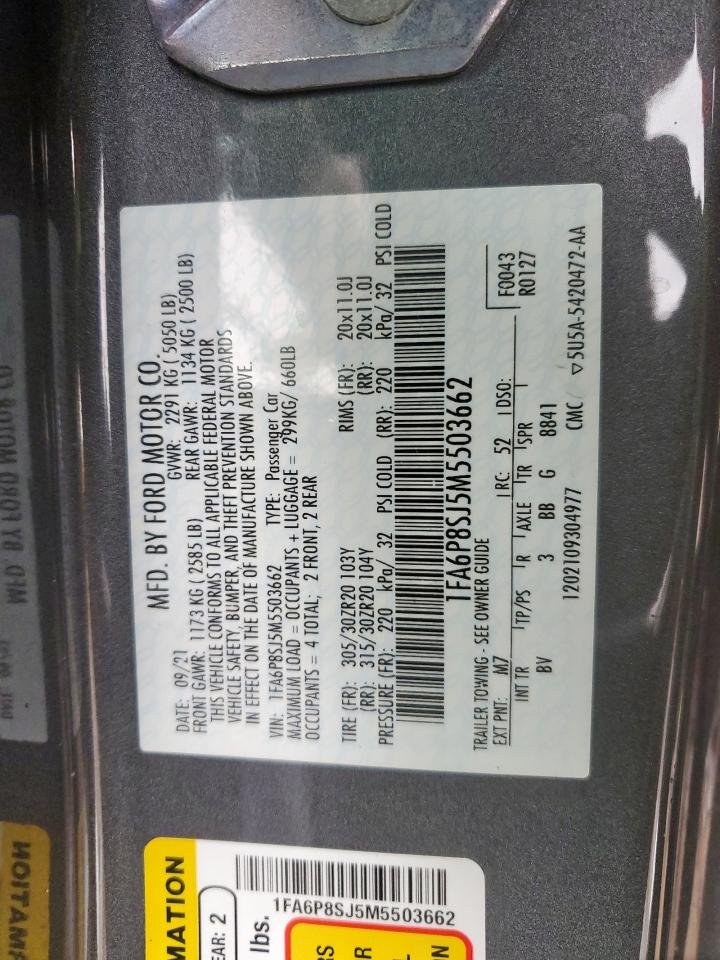 MFD. BY FORD MOTOR CO.
DATE: 09/21 GVWR: 2291 KG ( 5050 LB)
FRONT GAWR: 1173 KG ( 2585 LB) REAR GAWR: 1134 KG ( 2500 LB)
THIS VEHICLE CONFORMS TO ALL APPLICABLE FEDERAL MOTOR
VEHICLE SAFETY, BUMPER, AND THEFT PREVENTION STANDARDS
IN EFFECT ON THE DATE OF MANUFACTURE SHOWN ABOVE.
VIN: 1FA6P8SJ5M5503662 TYPE: Passenger Car
MAXIMUM LOAD = OCCUPANTS + LUGGAGE = 299KG/ 660LB
OCCUPANTS = 4 TOTAL; 2 FRONT, 2 REAR
TIRE (FR): 305/30ZR20 103Y RIMS (FR): 20x11.0J
(RR): 315/30ZR20 104Y (RR): 20x11.0J
PRESSURE (FR): 220 kPa/ 32 PSI COLD (RR): 220 kPa/ 32 PSI COLD
1FA6P8SJ5M5503662
TRAILER TOWING - SEE OWNER GUIDE
F0043
EXT PNT: M7 RC: 52 DSO: R0127
INT TR TP/PS R AXLE TR SPR
BV 3 BB G 8841
1202109304977 CMC ▽5U5A-5420472-AA
MATION
EAR: 2
lbs.
1FA6P8SJ5M5503662
RS
R
L
ON